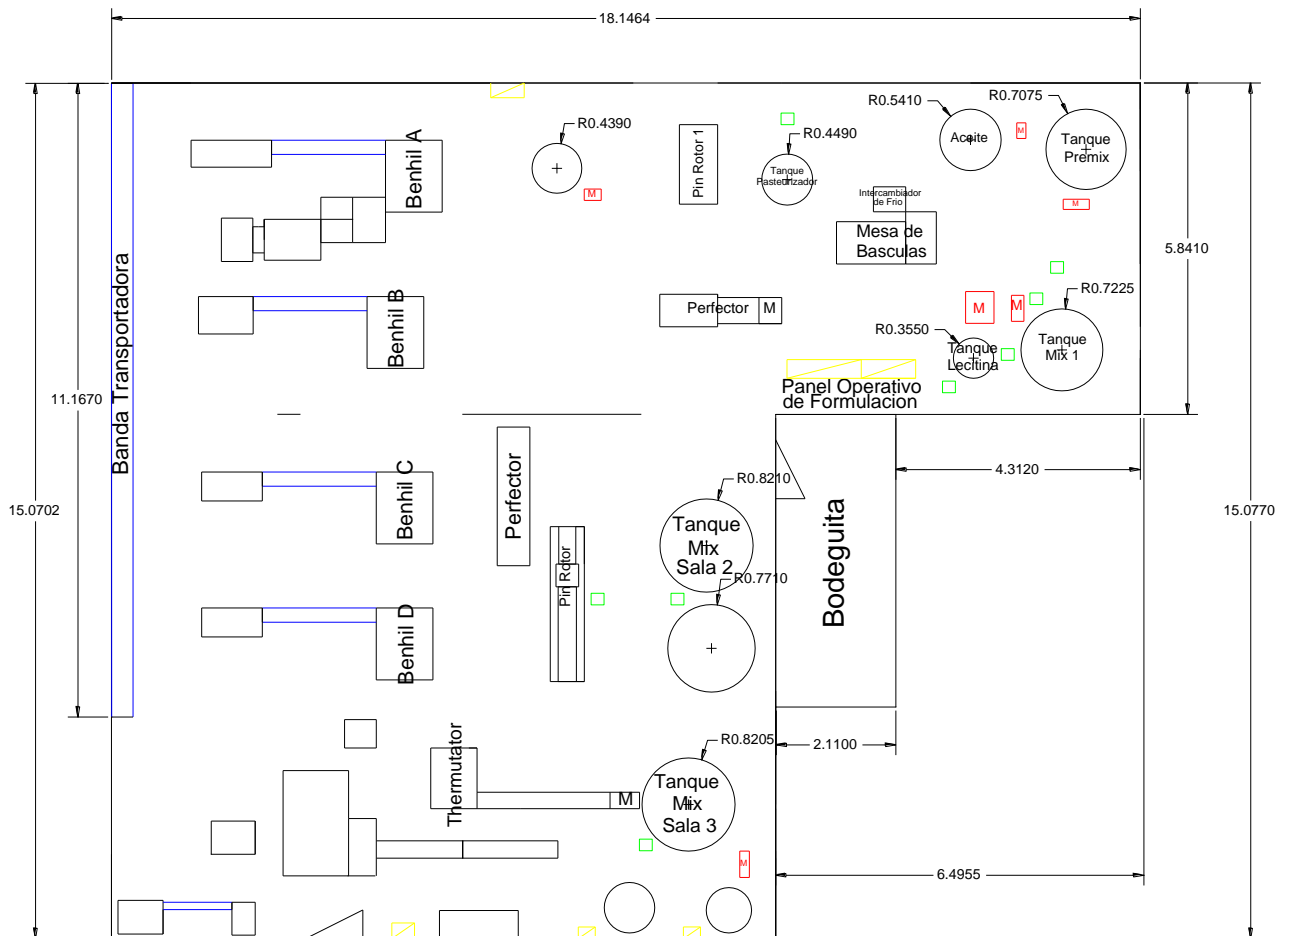 18.1464
R0.5410
R0.7075
R0.4390
R0.4490
Benhil A
Pin Rotor 1
Aceite
Tanque
Premix
Tanque
Pasteurizador
M
M
Intercambiador
de Frio
M
Mesa de
Basculas
5.8410
Banda Transportadora
Benhil B
R0.7225
Perfector
M
M
M
R0.3550
Tanque
Lecitina
Tanque
Mix 1
Panel Operativo
de Formulacion
11.1670
Benhil C
Perfector
R0.8210
4.3120
15.0702
15.0770
Tanque
Mix
Sala 2
Bodeguita
Pin Rotor
R0.7710
Benhil D
Thermutator
R0.8205
2.1100
Tanque
Mix
Sala 3
M
M
6.4955